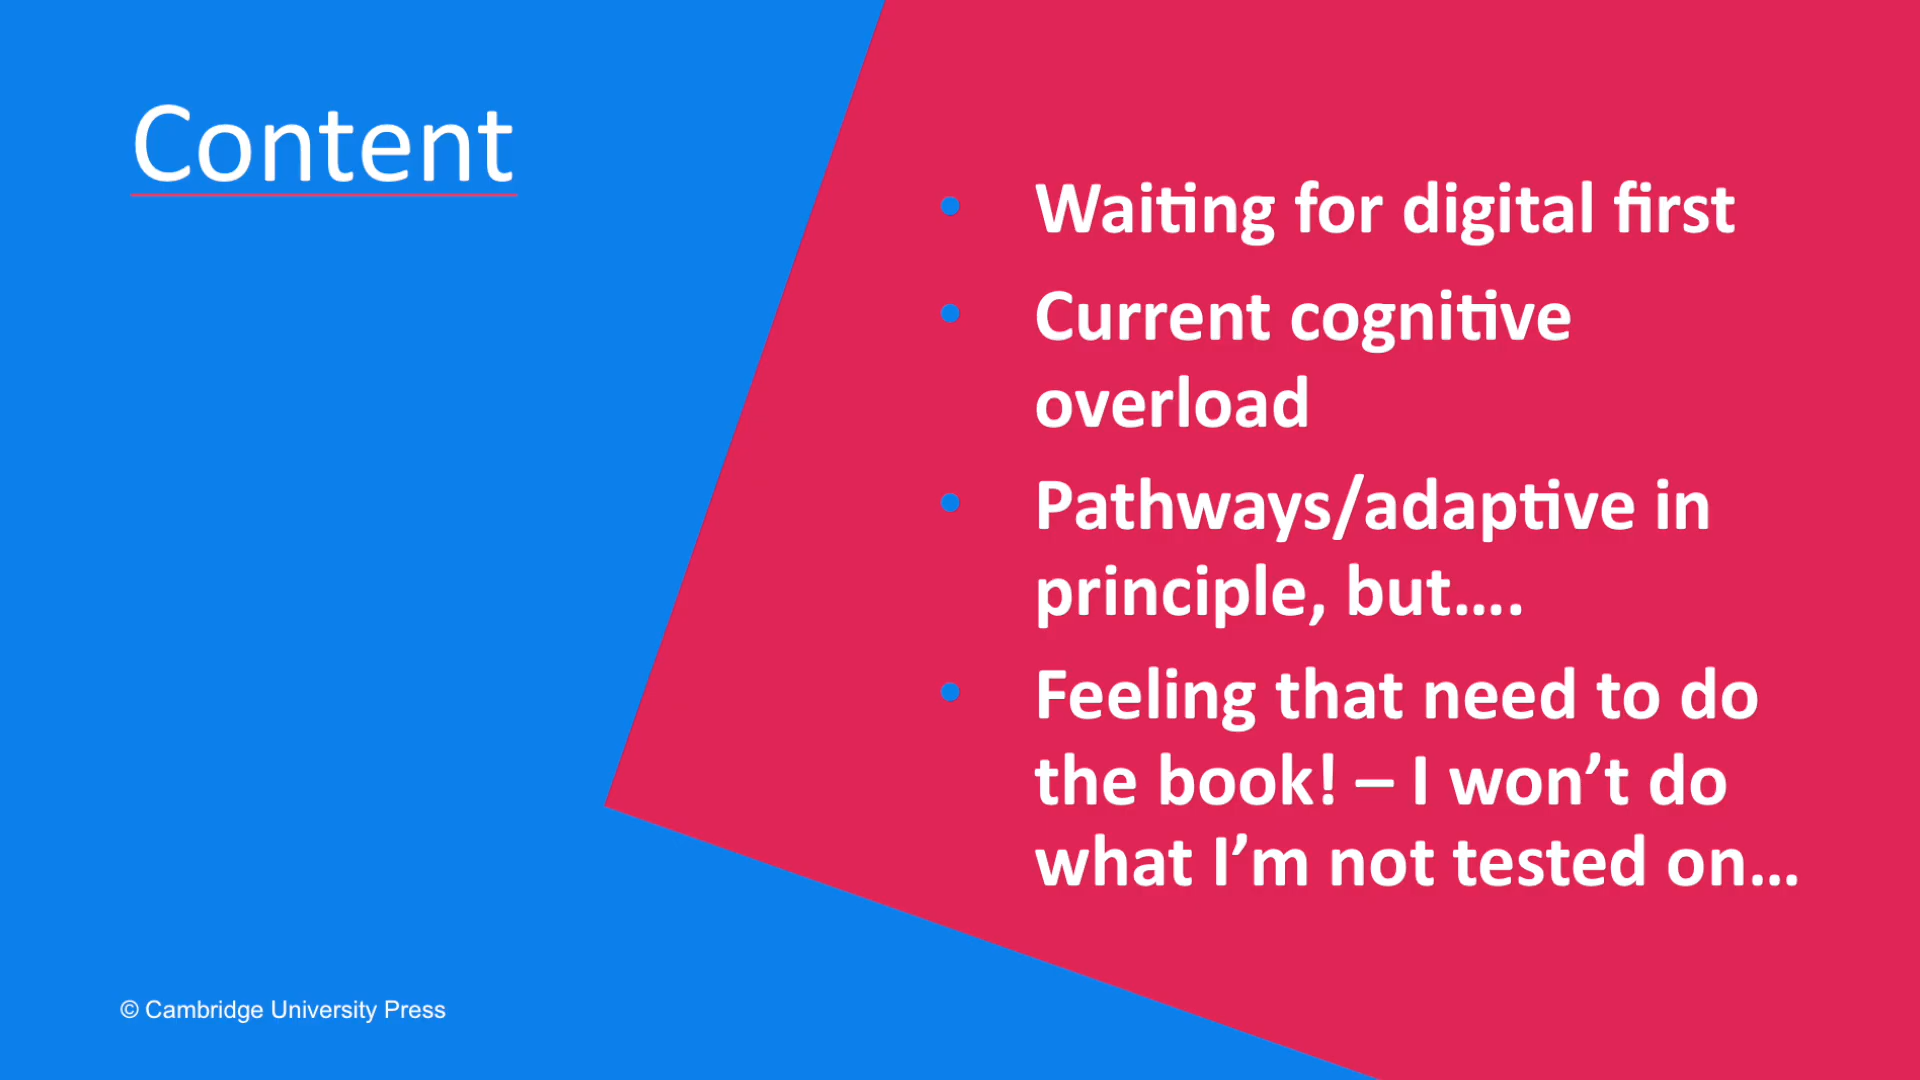 Content
Waiting for digital first
Current cognitive
overload
Pathways/adaptive in
principle, but….
Feeling that need to do
the book! – I won’t do
what I’m not tested on…
© Cambridge University Press